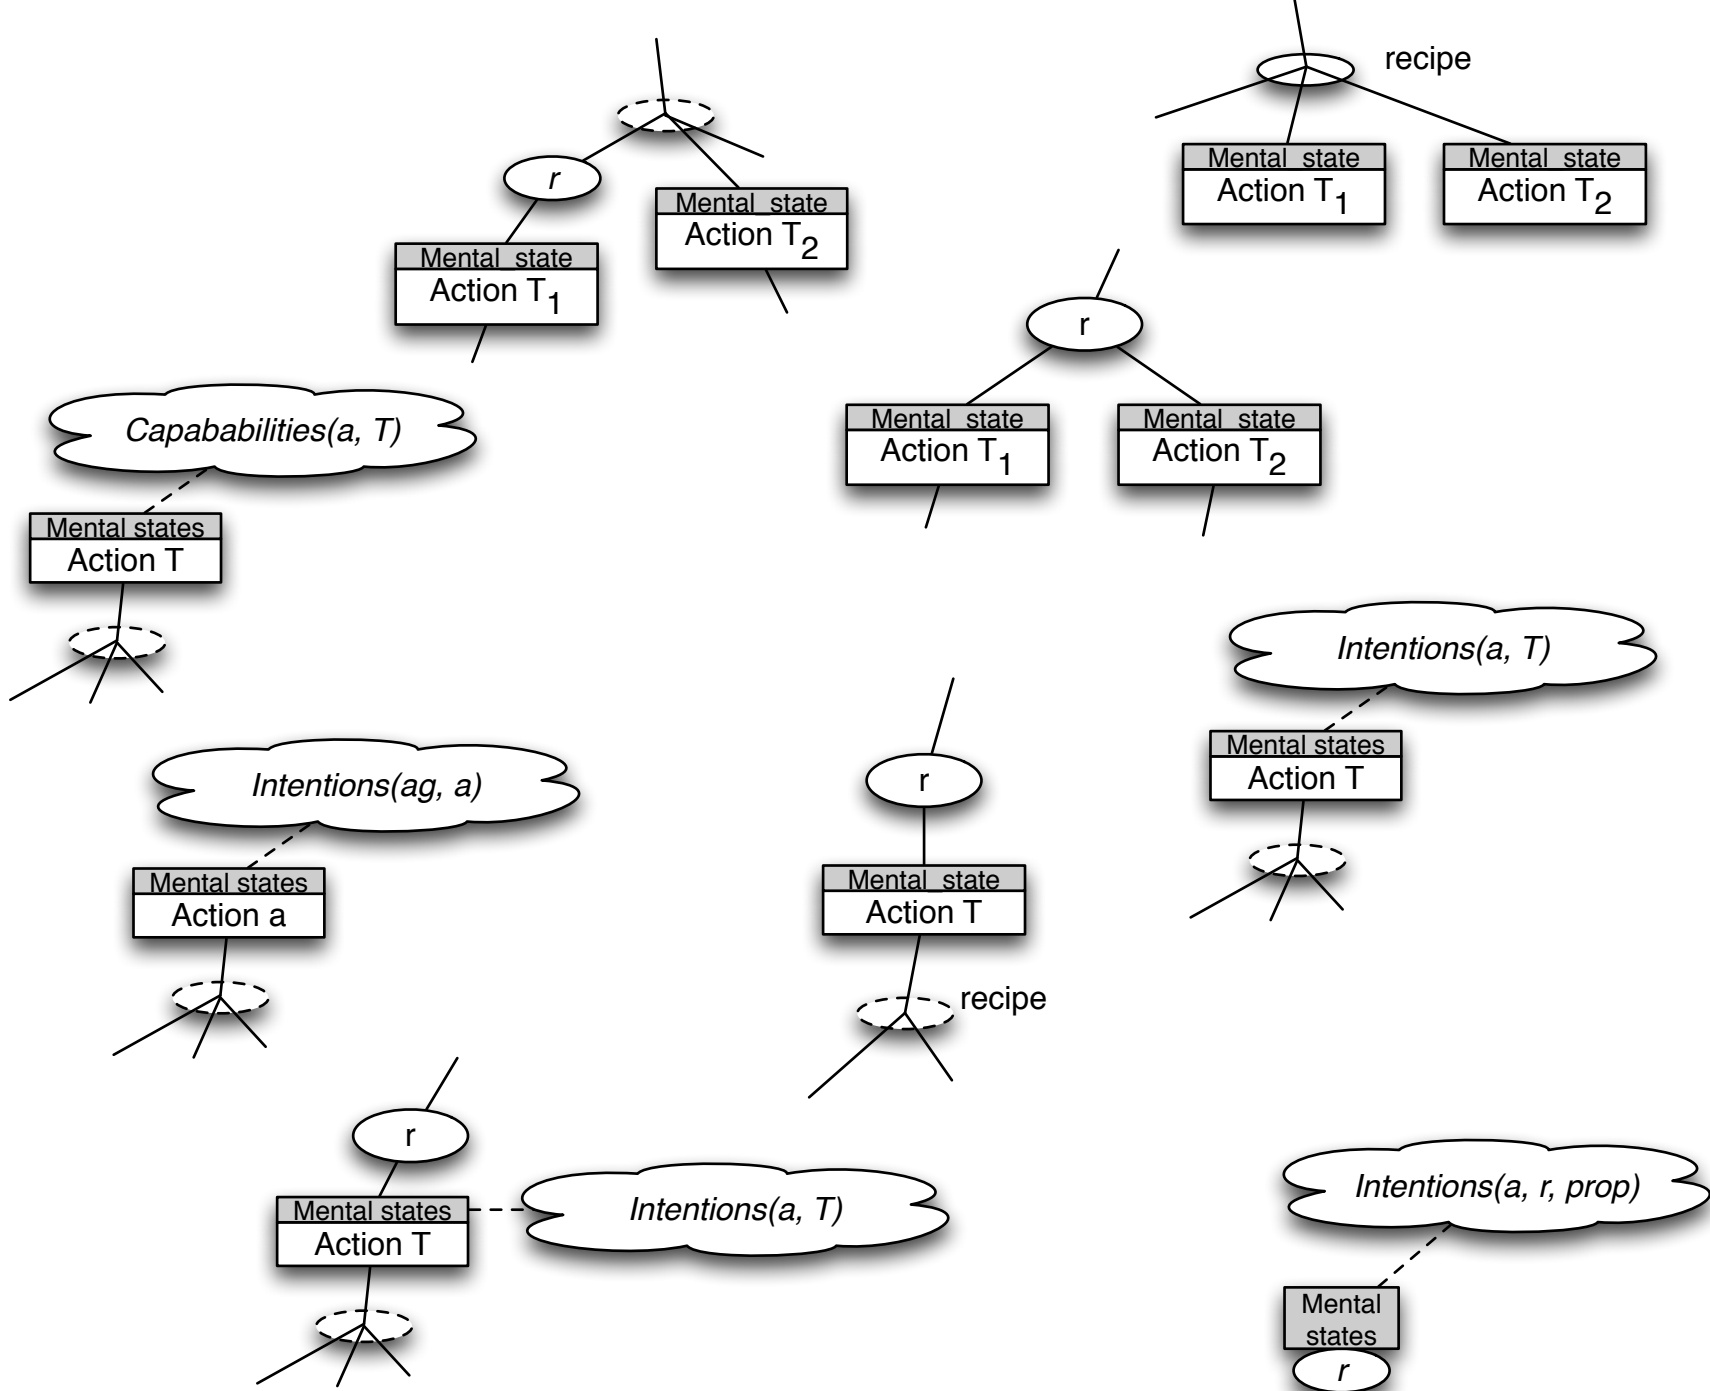 recipe
Mental_state
Action T1
Mental_state
Action T2
r
Mental_state
Action T2
Mental_state
Action T1
r
Mental_state
Action T1
Mental_state
Action T2
Capababilities(a, T)
Mental states
Action T
Intentions(a, T)
Mental states
Action T
Intentions(ag, a)
Mental states
Action a
r
Mental_state
Action T
recipe
r
Mental states
Action T
Intentions(a, T)
Intentions(a, r, prop)
Mental
states
r